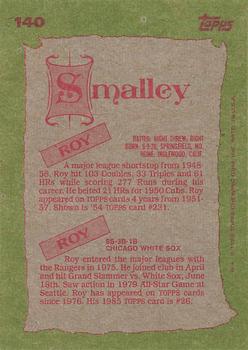 140
topps
Smalley
ROY
BATTED: RIGHT THREW: RIGHT
BORN: 6-9-26, SPRINGFIELD, MO.
HOME: INGLEWOOD, CALIF.
A major league shortstop from 1948-
58, Roy hit 103 Doubles, 33 Triples and 61
HRs while scoring 277 Runs during his
career. He belted 21 HRs for 1950 Cubs. Roy
appeared on TOPPS cards 4 years from 1951-
57. Shown is '54 TOPPS card #231.
ROY
SS-3B-1B
CHICAGO WHITE SOX
Roy entered the major leagues with
the Rangers in 1975. He joined club in
April and hit Grand Slammer vs. White Sox, June
18th. Saw action in 1979 All-Star Game at
Seattle. Roy has appeared on TOPPS cards
since 1976. His 1985 TOPPS card is #26.